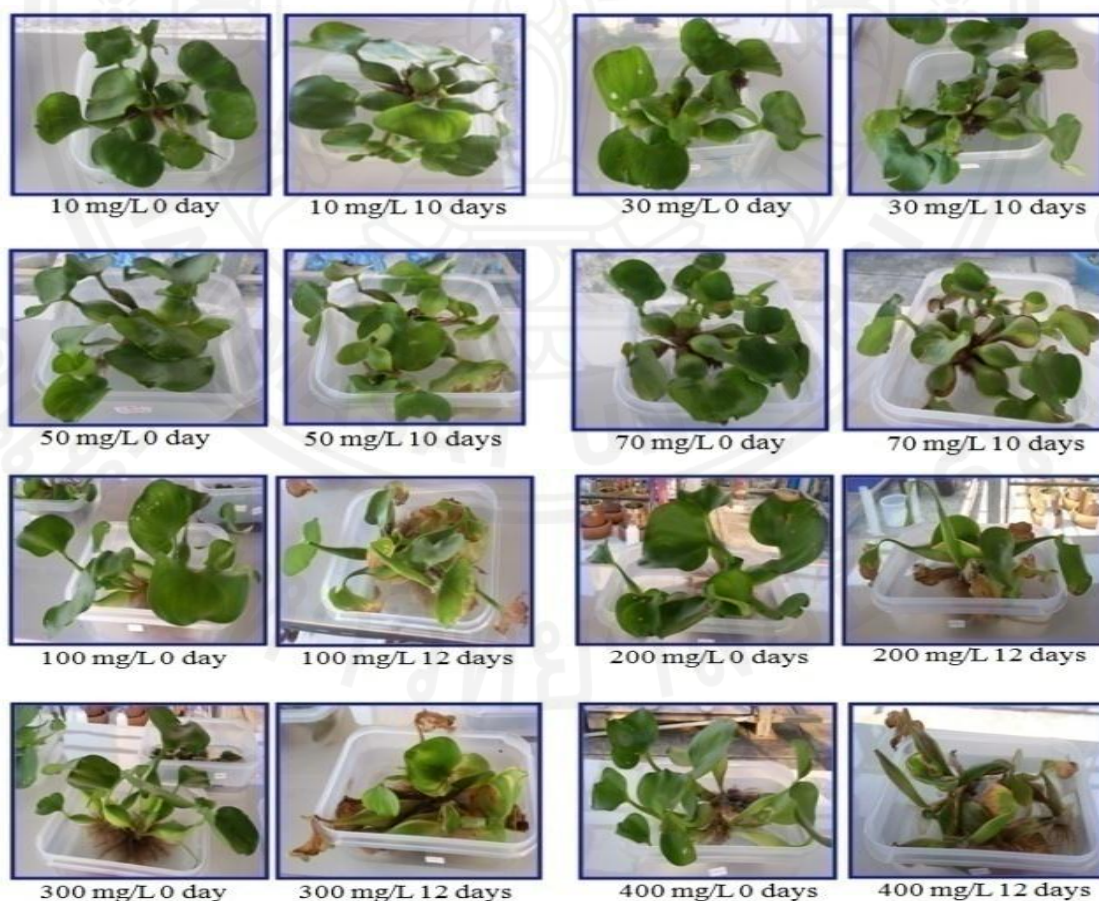 10 mg/L 0 day
10 mg/L 10 days
30 mg/L 0 day
30 mg/L 10 days
50 mg/L 0 day
50 mg/L 10 days
70 mg/L 0 day
70 mg/L 10 days
100 mg/L 0 day
100 mg/L 12 days
200 mg/L 0 day
200 mg/L 12 days
300 mg/L 0 day
300 mg/L 12 days
400 mg/L 0 day
400 mg/L 12 days